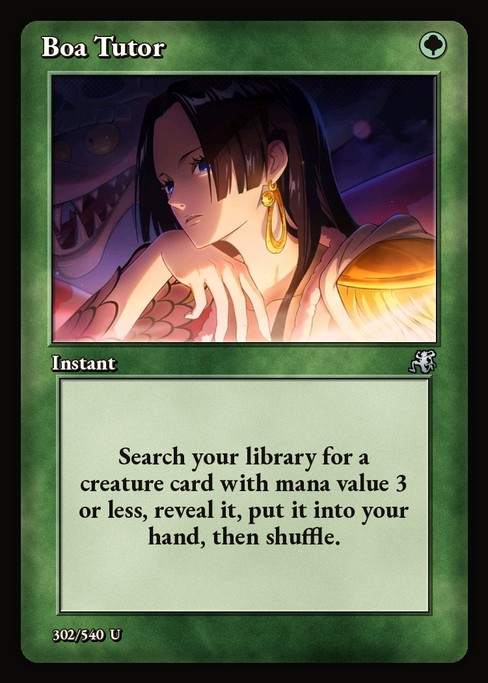 Boa Tutor
Instant
Search your library for a
creature card with mana value 3
or less, reveal it, put it into your
hand, then shuffle.
302/540 U